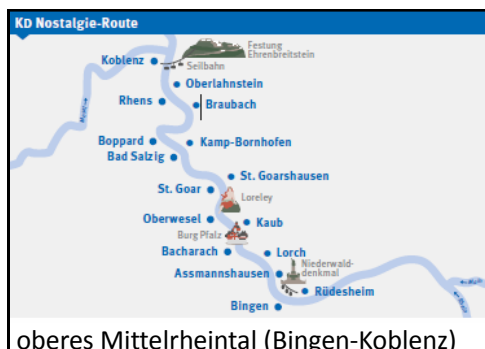 KD Nostalgie-Route
Festung
Ehrenbreitstein
Koblenz
Seilbahn
Oberlahnstein
Rhens
Braubach
Boppard
Kamp-Bornhofen
Bad Salzig
St. Goarshausen
St. Goar
Loreley
Oberwesel
Kaub
Burg Pfalz
Bacharach
Lorch
Niederwald-
denkmal
Assmannshausen
Rüdesheim
Bingen
oberes Mittelrheintal (Bingen-Koblenz)